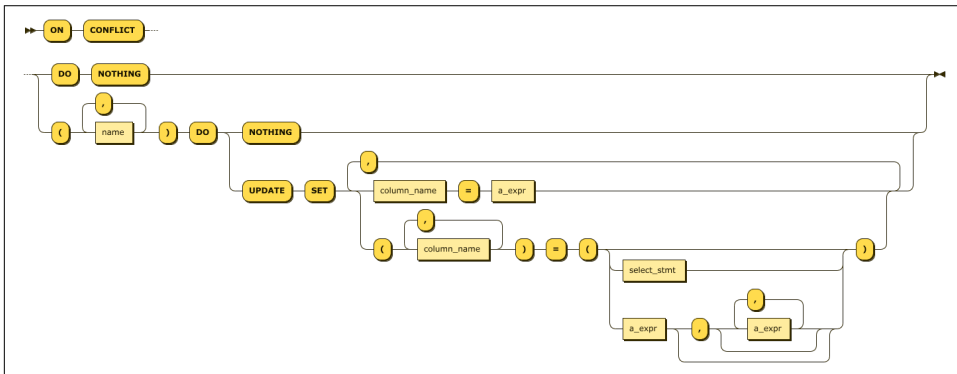 ON CONFLICT
DO NOTHING
,
( name ) DO NOTHING
,
UPDATE SET column_name = a_expr
,
( column_name ) = ( )
select_stmt
,
a_expr , a_expr